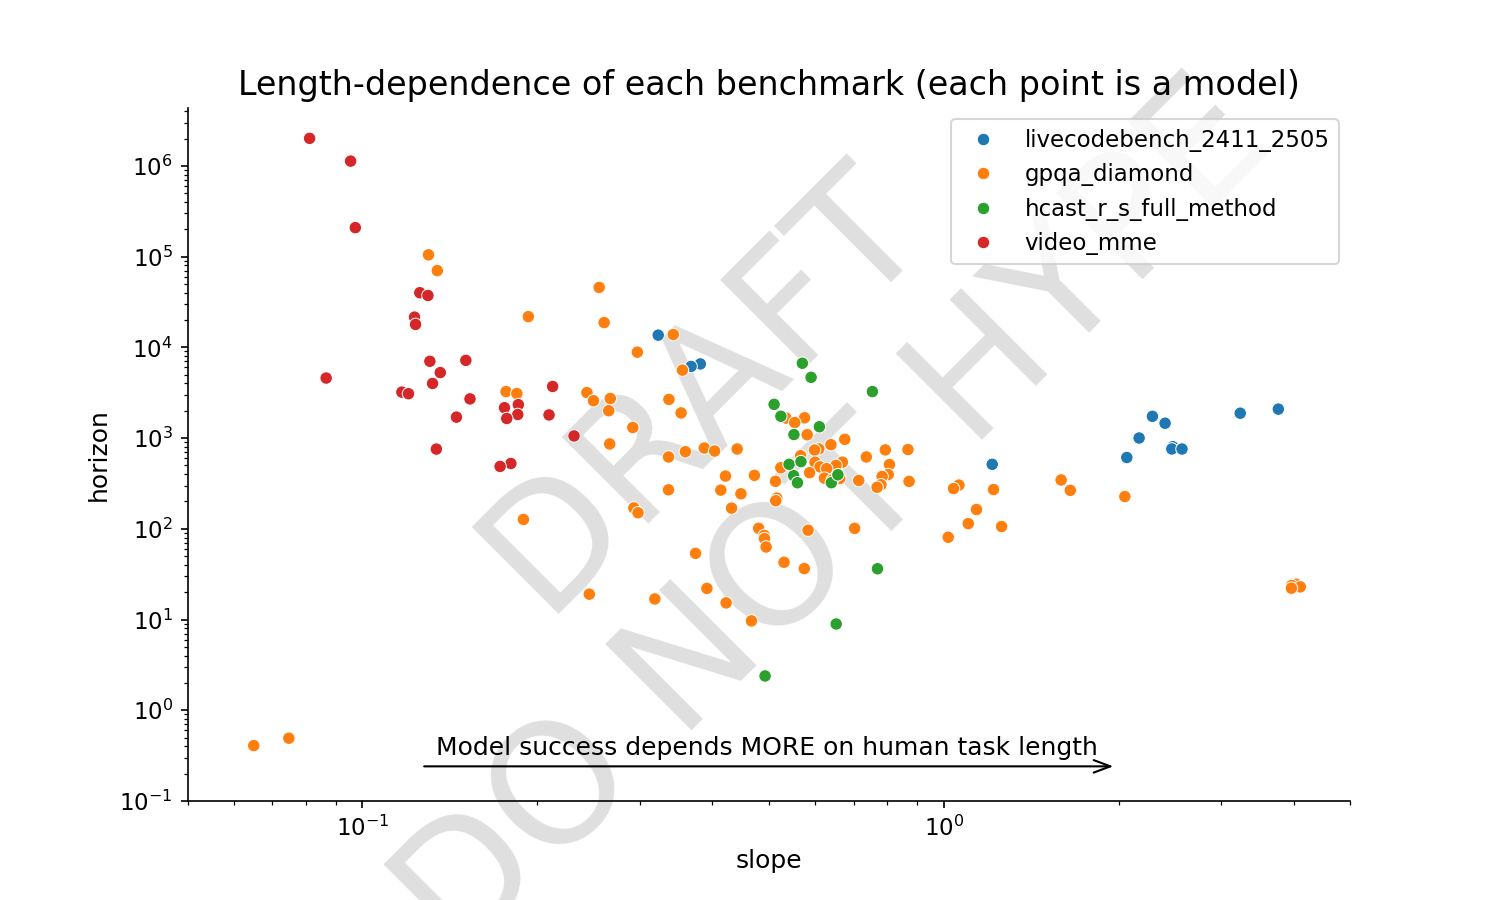 Length-dependence of each benchmark (each point is a model)
livecodebench_2411_2505
gpqa_diamond
hcast_r_s_full_method
video_mme
DRAFT
DO NOT HYPE
horizon
10^6
10^5
10^4
10^3
10^2
10^1
10^0
10^−1
Model success depends MORE on human task length
10^−1 10^0
slope